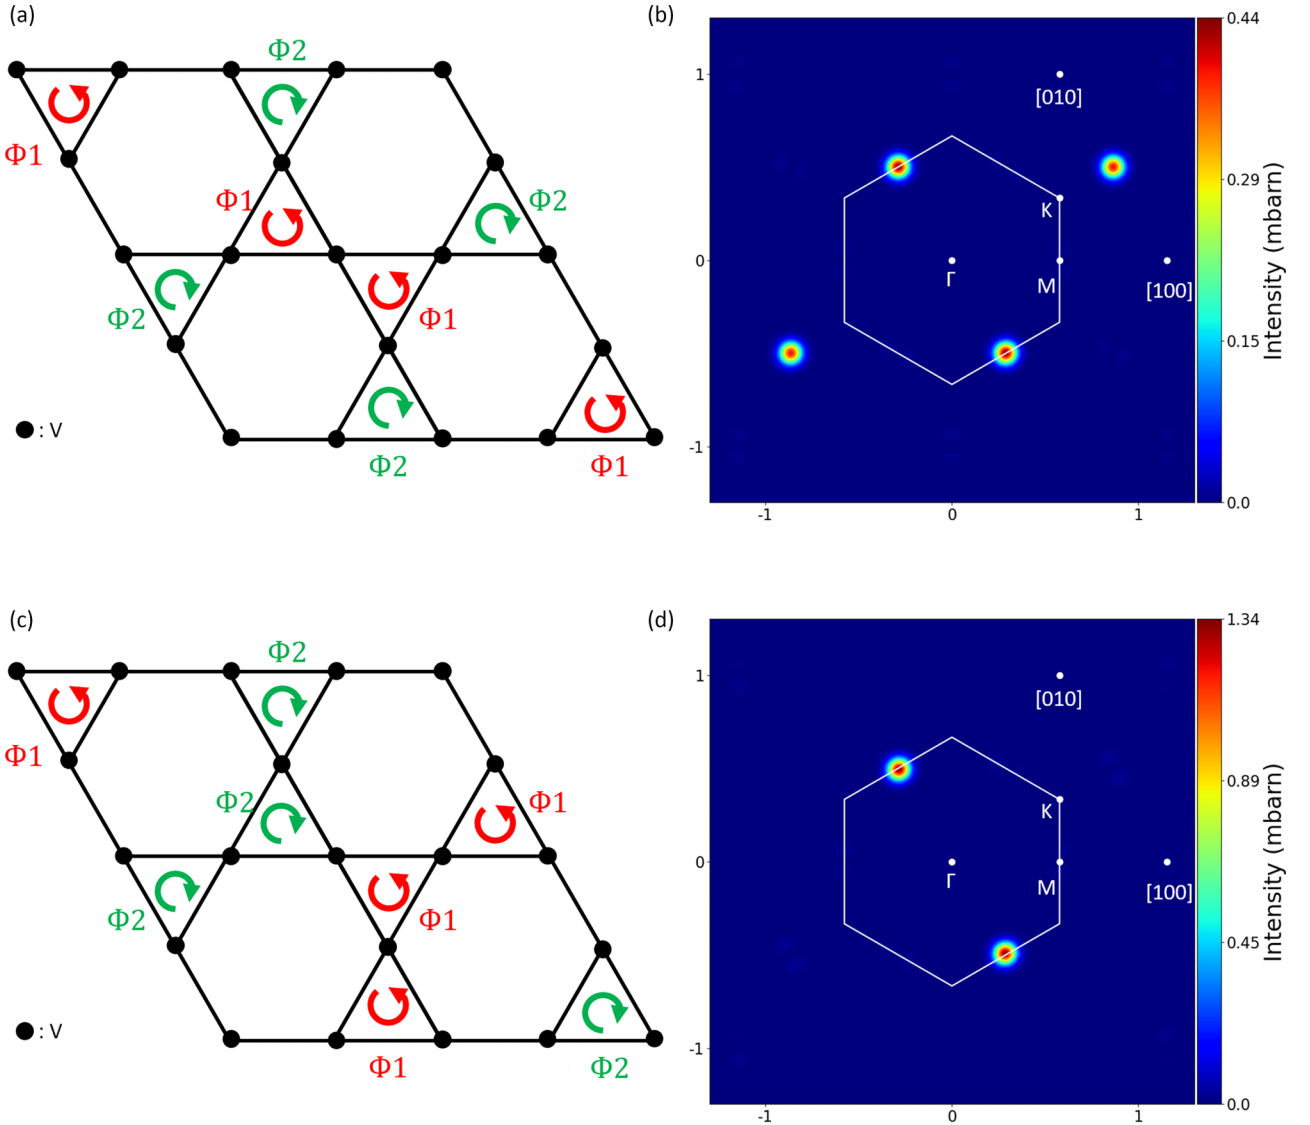 (a)
Φ2
Φ1
Φ1
Φ2
Φ2
Φ1
: V
Φ2
Φ1
(b)
1
0
-1
-1
0
1
[010]
K
Γ
M
[100]
0.44
0.29
0.15
0.0
Intensity (mbarn)
(c)
Φ2
Φ1
Φ2
Φ1
Φ2
Φ1
: V
Φ1
Φ2
(d)
1
0
-1
-1
0
1
[010]
K
Γ
M
[100]
1.34
0.89
0.45
0.0
Intensity (mbarn)